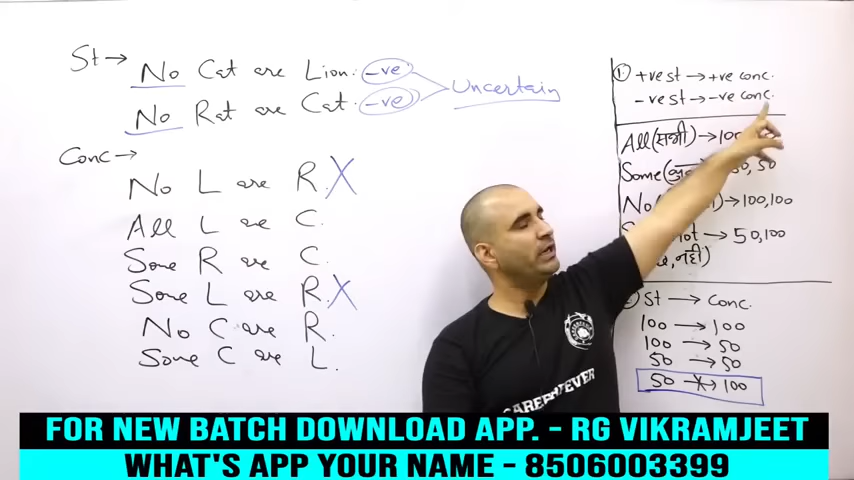 St → No Cat are Lion. -ve
No Rat are Cat. -ve
Uncertain
Conc →
No L are R. X
All L are C.
Some R are C.
Some L are R. X
No C are R.
Some C are L.
1. +ve st → +ve conc.
-ve st → -ve conc.
All (सभी) → 100
Some 50
No → 100,100
not → 50,100
नहीं)
St → Conc.
100 → 100
100 → 50
50 → 50
50 → 100
FOR NEW BATCH DOWNLOAD APP. - RG VIKRAMJEET
WHAT'S APP YOUR NAME - 8506003399